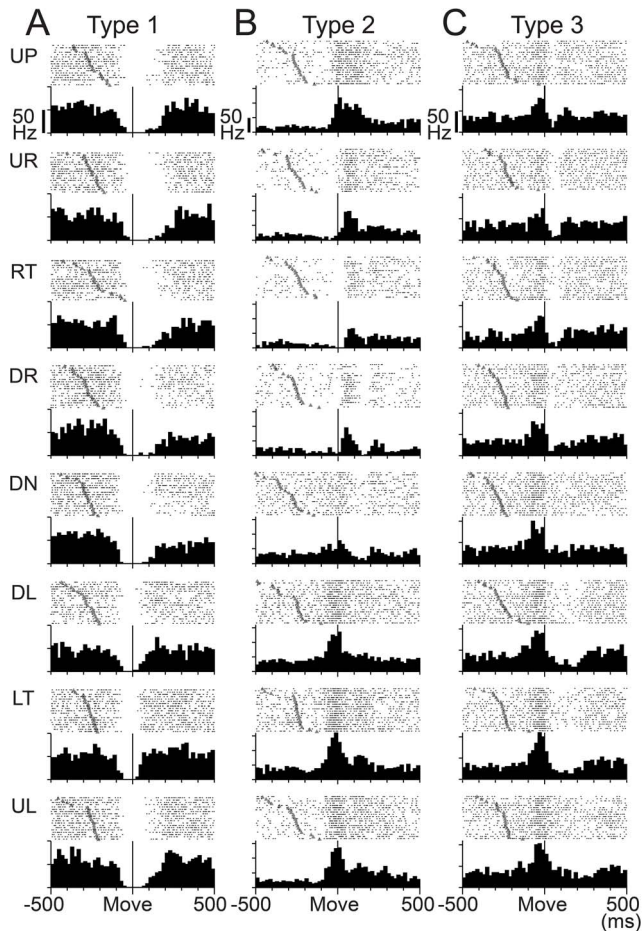 A Type 1 B Type 2 C Type 3
UP
50 Hz 50 Hz 50 Hz
UR
RT
DR
DN
DL
LT
UL
-500 Move 500 -500 Move 500 -500 Move 500
(ms)